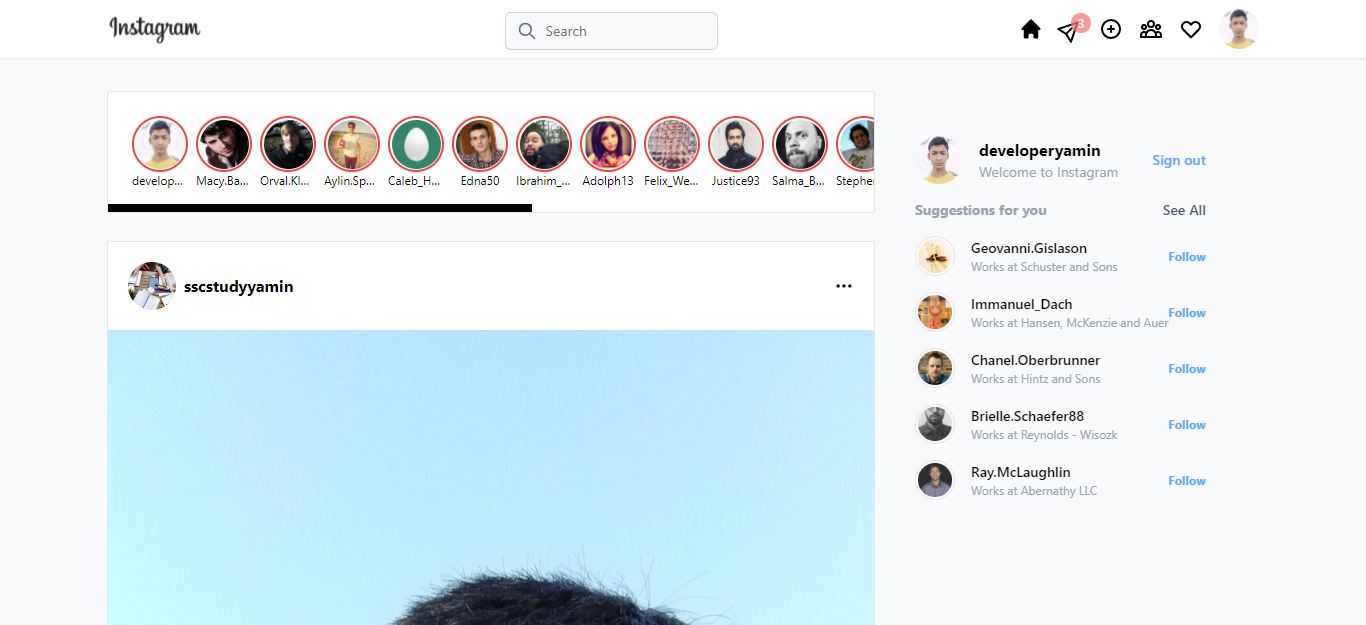 Instagram
Search
3
develop...
Macy.Ba...
Orval.Kl...
Aylin.Sp...
Caleb_H...
Edna50
Ibrahim_...
Adolph13
Felix_We...
Justice93
Salma_B...
Stephe
developeryamin
Welcome to Instagram
Sign out
Suggestions for you
See All
Geovanni.Gislason
Works at Schuster and Sons
Follow
Immanuel_Dach
Works at Hansen, McKenzie and Auer
Follow
Chanel.Oberbrunner
Works at Hintz and Sons
Follow
Brielle.Schaefer88
Works at Reynolds - Wisozk
Follow
Ray.McLaughlin
Works at Abernathy LLC
Follow
sscstudyyamin